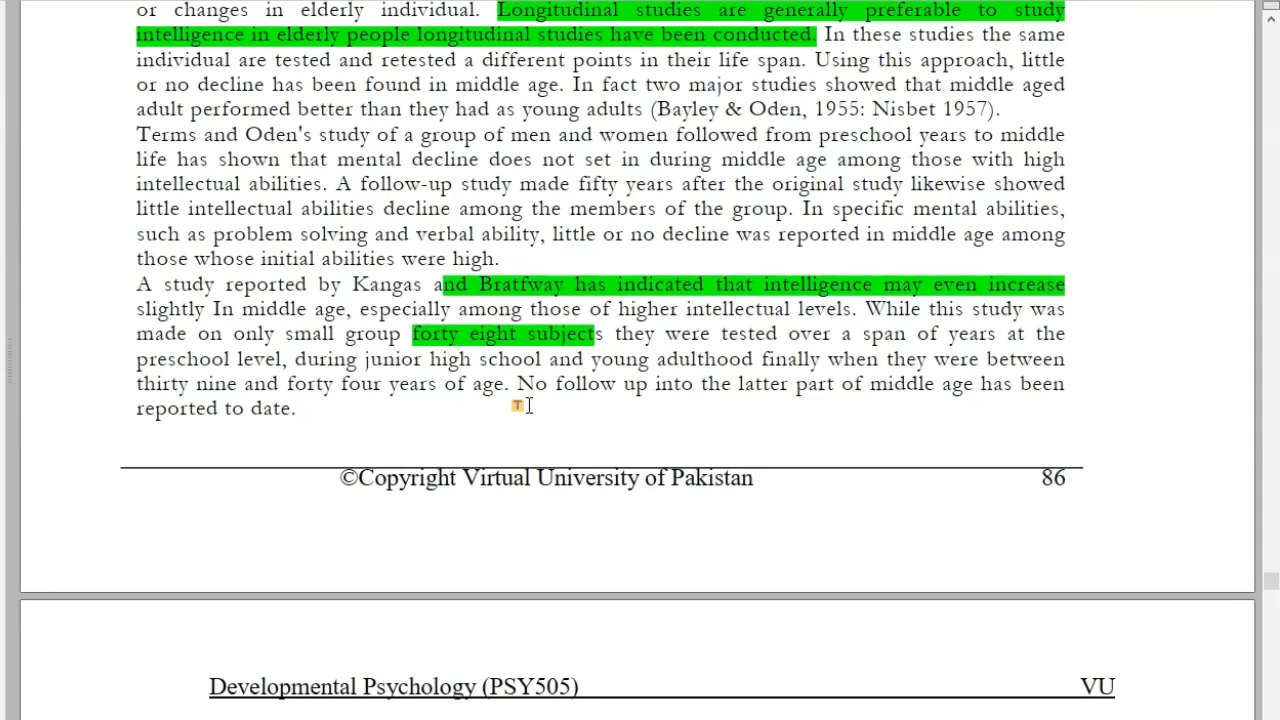 or changes in elderly individual. Longitudinal studies are generally preferable to study
intelligence in elderly people longitudinal studies have been conducted. In these studies the same
individual are tested and retested a different points in their life span. Using this approach, little
or no decline has been found in middle age. In fact two major studies showed that middle aged
adult performed better than they had as young adults (Bayley & Oden, 1955: Nisbet 1957).
Terms and Oden's study of a group of men and women followed from preschool years to middle
life has shown that mental decline does not set in during middle age among those with high
intellectual abilities. A follow-up study made fifty years after the original study likewise showed
little intellectual abilities decline among the members of the group. In specific mental abilities,
such as problem solving and verbal ability, little or no decline was reported in middle age among
those whose initial abilities were high.
A study reported by Kangas and Bratfway has indicated that intelligence may even increase
slightly In middle age, especially among those of higher intellectual levels. While this study was
made on only small group forty eight subjects they were tested over a span of years at the
preschool level, during junior high school and young adulthood finally when they were between
thirty nine and forty four years of age. No follow up into the latter part of middle age has been
reported to date.
T
©Copyright Virtual University of Pakistan 86
Developmental Psychology (PSY505) VU